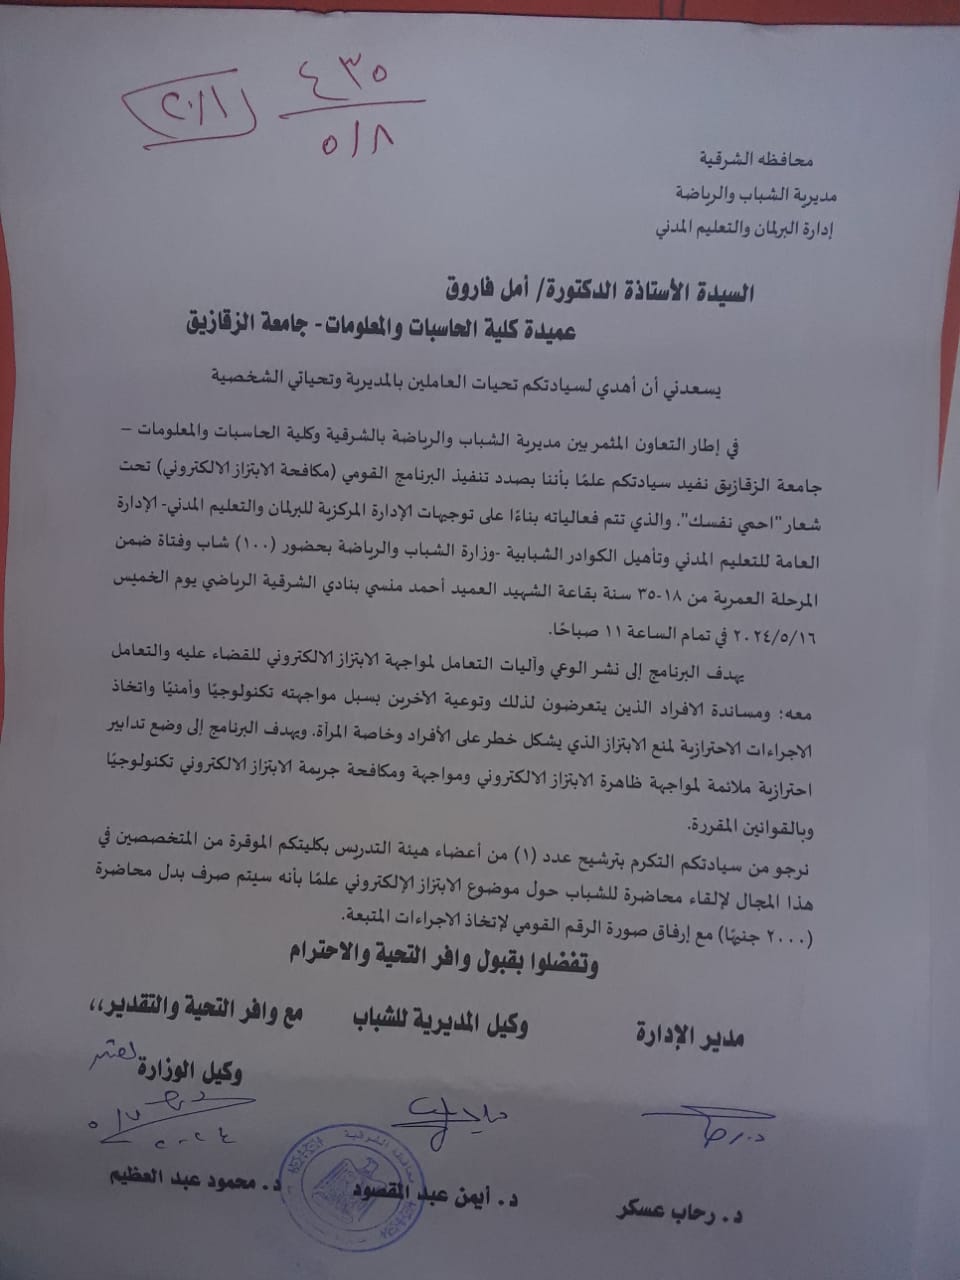 ٤٣٥
٥/٨
محافظه الشرقية
مديرية الشباب والرياضة
إدارة البرلمان والتعليم المدني
السيدة الأستاذة الدكتورة/ أمل فاروق
عميدة كلية الحاسبات والمعلومات- جامعة الزقازيق
يسعدني أن أهدي لسيادتكم تحيات العاملين بالمديرية وتحياتي الشخصية
في إطار التعاون المثمر بين مديرية الشباب والرياضة بالشرقية وكلية الحاسبات والمعلومات –
جامعة الزقازيق نفيد سيادتكم علمًا بأننا بصدد تنفيذ البرنامج القومي (مكافحة الابتزاز الالكتروني) تحت
شعار "احمي نفسك". والذي تتم فعالياته بناءًا على توجيهات الإدارة المركزية للبرلمان والتعليم المدني- الإدارة
العامة للتعليم المدني وتأهيل الكوادر الشبابية -وزارة الشباب والرياضة بحضور (١٠٠) شاب وفتاة ضمن
المرحلة العمرية من ١٨-٣٥ سنة بقاعة الشهيد العميد أحمد منسي بنادي الشرقية الرياضي يوم الخميس
٢٠٢٤/٥/١٦ في تمام الساعة ١١ صباحًا.
يهدف البرنامج إلى نشر الوعي وآليات التعامل لمواجهة الابتزاز الالكتروني للقضاء عليه والتعامل
معه؛ ومساندة الافراد الذين يتعرضون لذلك وتوعية الآخرين بسبل مواجهته تكنولوجيًا وأمنيًا واتخاذ
الاجراءات الاحترازية لمنع الابتزاز الذي يشكل خطر على الأفراد وخاصة المرآة. ويهدف البرنامج إلى وضع تدابير
احترازية ملائمة لمواجهة ظاهرة الابتزاز الالكتروني ومواجهة ومكافحة جريمة الابتزاز الالكتروني تكنولوجيًا
وبالقوانين المقررة.
نرجو من سيادتكم التكرم بترشيح عدد (١) من أعضاء هيئة التدريس بكليتكم الموقرة من المتخصصين في
هذا المجال لإلقاء محاضرة للشباب حول موضوع الابتزاز الإلكتروني علمًا بأنه سيتم صرف بدل محاضرة
(٢٠٠٠ جنيهًا) مع إرفاق صورة الرقم القومي لإتخاذ الاجراءات المتبعة.
وتفضلوا بقبول وافر التحية والاحترام
مدير الإدارة وكيل المديرية للشباب مع وافر التحية والتقدير،،
وكيل الوزارة
د. رحاب عسكر د. أيمن عبد المقصود د. محمود عبد العظيم
محافظة الشرقية